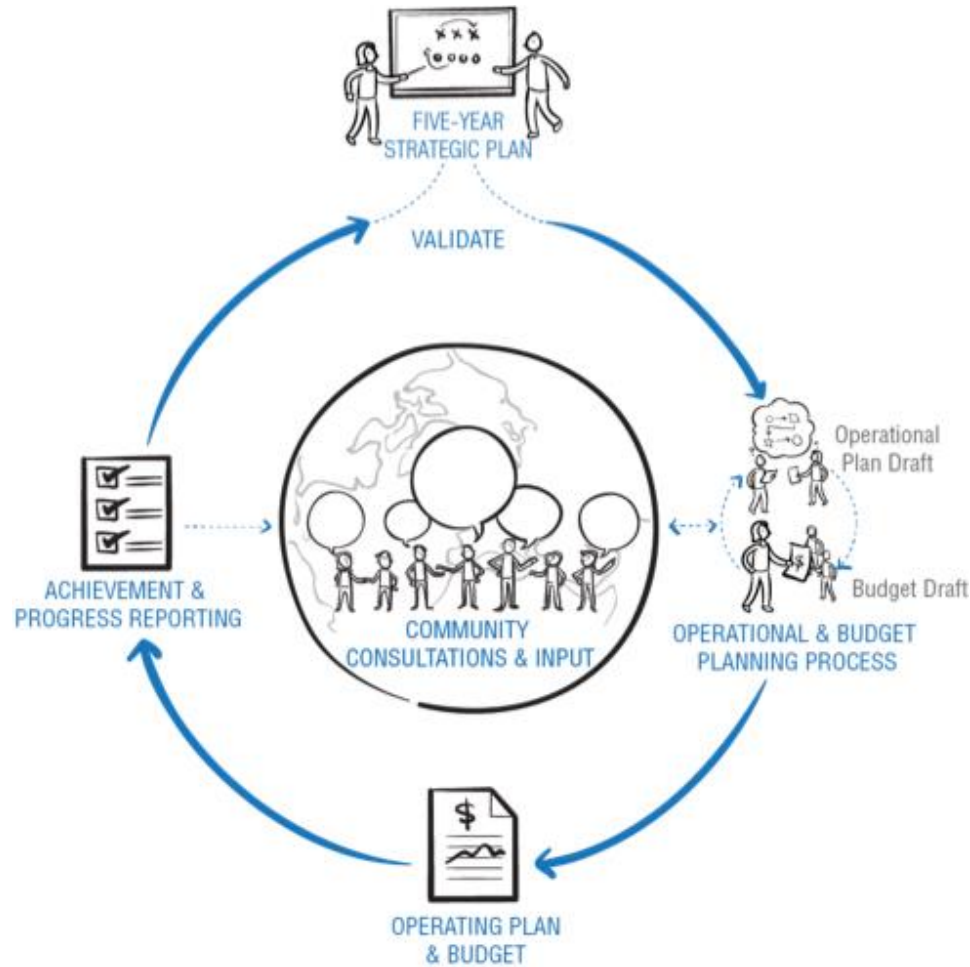 FIVE-YEAR
STRATEGIC PLAN
VALIDATE
Operational
Plan Draft
Budget Draft
OPERATIONAL & BUDGET
PLANNING PROCESS
COMMUNITY
CONSULTATIONS & INPUT
ACHIEVEMENT &
PROGRESS REPORTING
$
OPERATING PLAN
& BUDGET